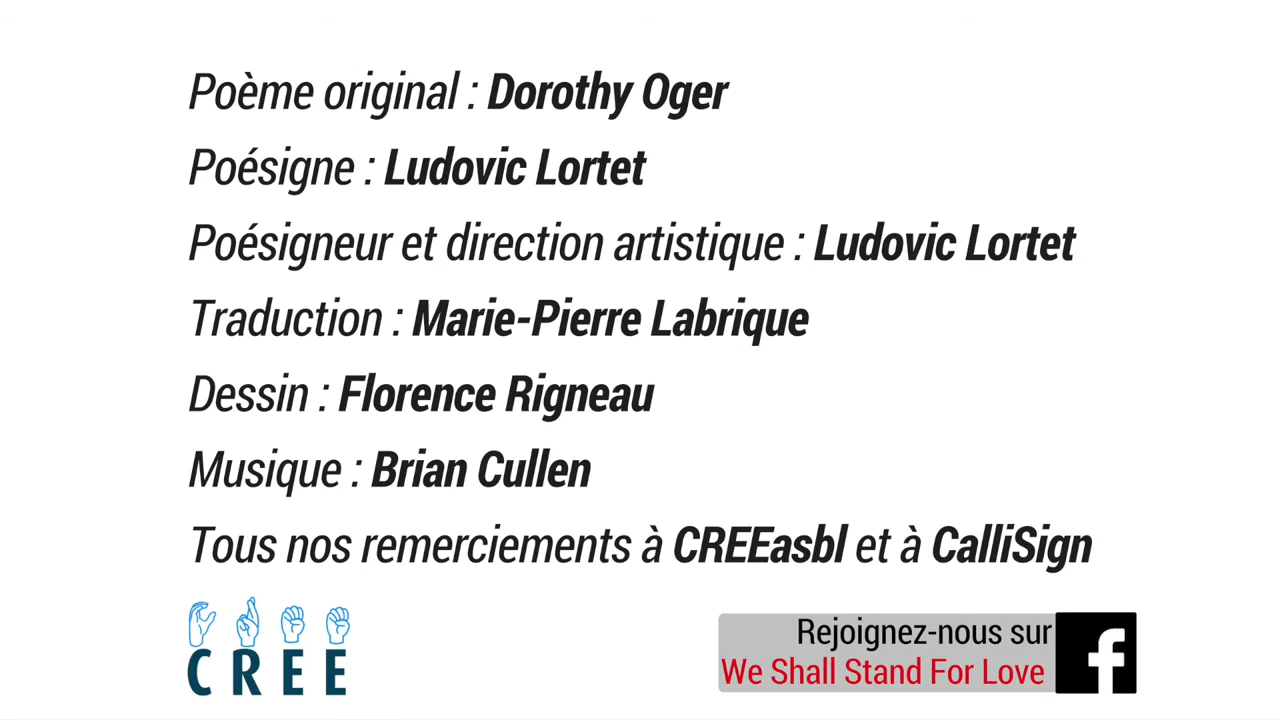 Poème original : Dorothy Oger
Poésigne : Ludovic Lortet
Poésigneur et direction artistique : Ludovic Lortet
Traduction : Marie-Pierre Labrique
Dessin : Florence Rigneau
Musique : Brian Cullen
Tous nos remerciements à CREEasbl et à CalliSign
CREE
Rejoignez-nous sur
We Shall Stand For Love